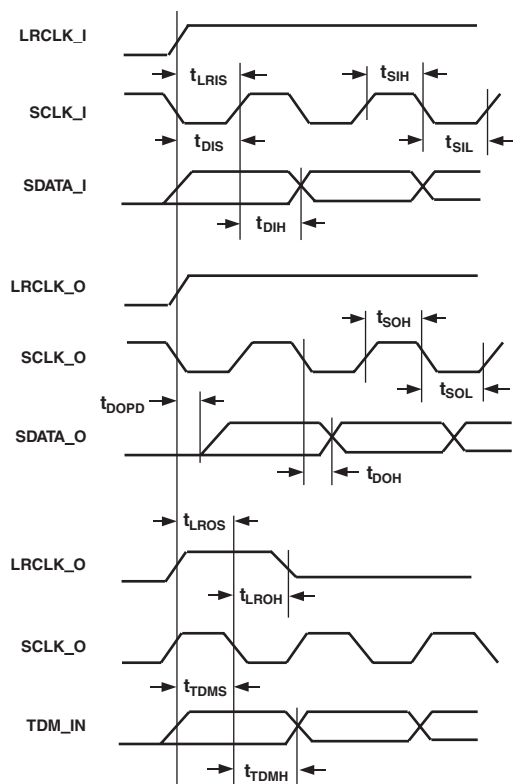 LRCLK_I
tLRIS
tSIH
SCLK_I
tDIS
tSIL
SDATA_I
tDIH
LRCLK_O
tSOH
SCLK_O
tDOPD
tSOL
SDATA_O
tDOH
tLROS
LRCLK_O
tLROH
SCLK_O
tTDMS
TDM_IN
tTDMH